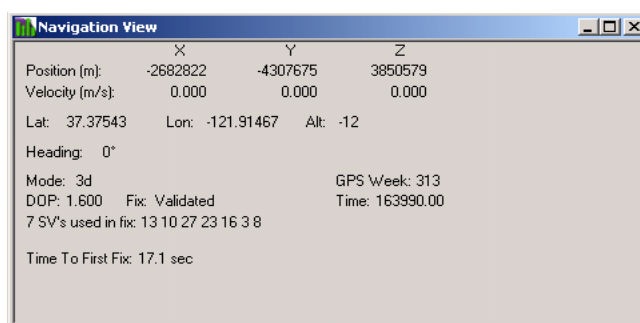 Navigation View
X Y Z
Position (m): -2682822 -4307675 3850579
Velocity (m/s): 0.000 0.000 0.000
Lat: 37.37543 Lon: -121.91467 Alt: -12
Heading: 0°
Mode: 3d GPS Week: 313
DOP: 1.600 Fix: Validated Time: 163990.00
7 SV's used in fix: 13 10 27 23 16 3 8
Time To First Fix: 17.1 sec